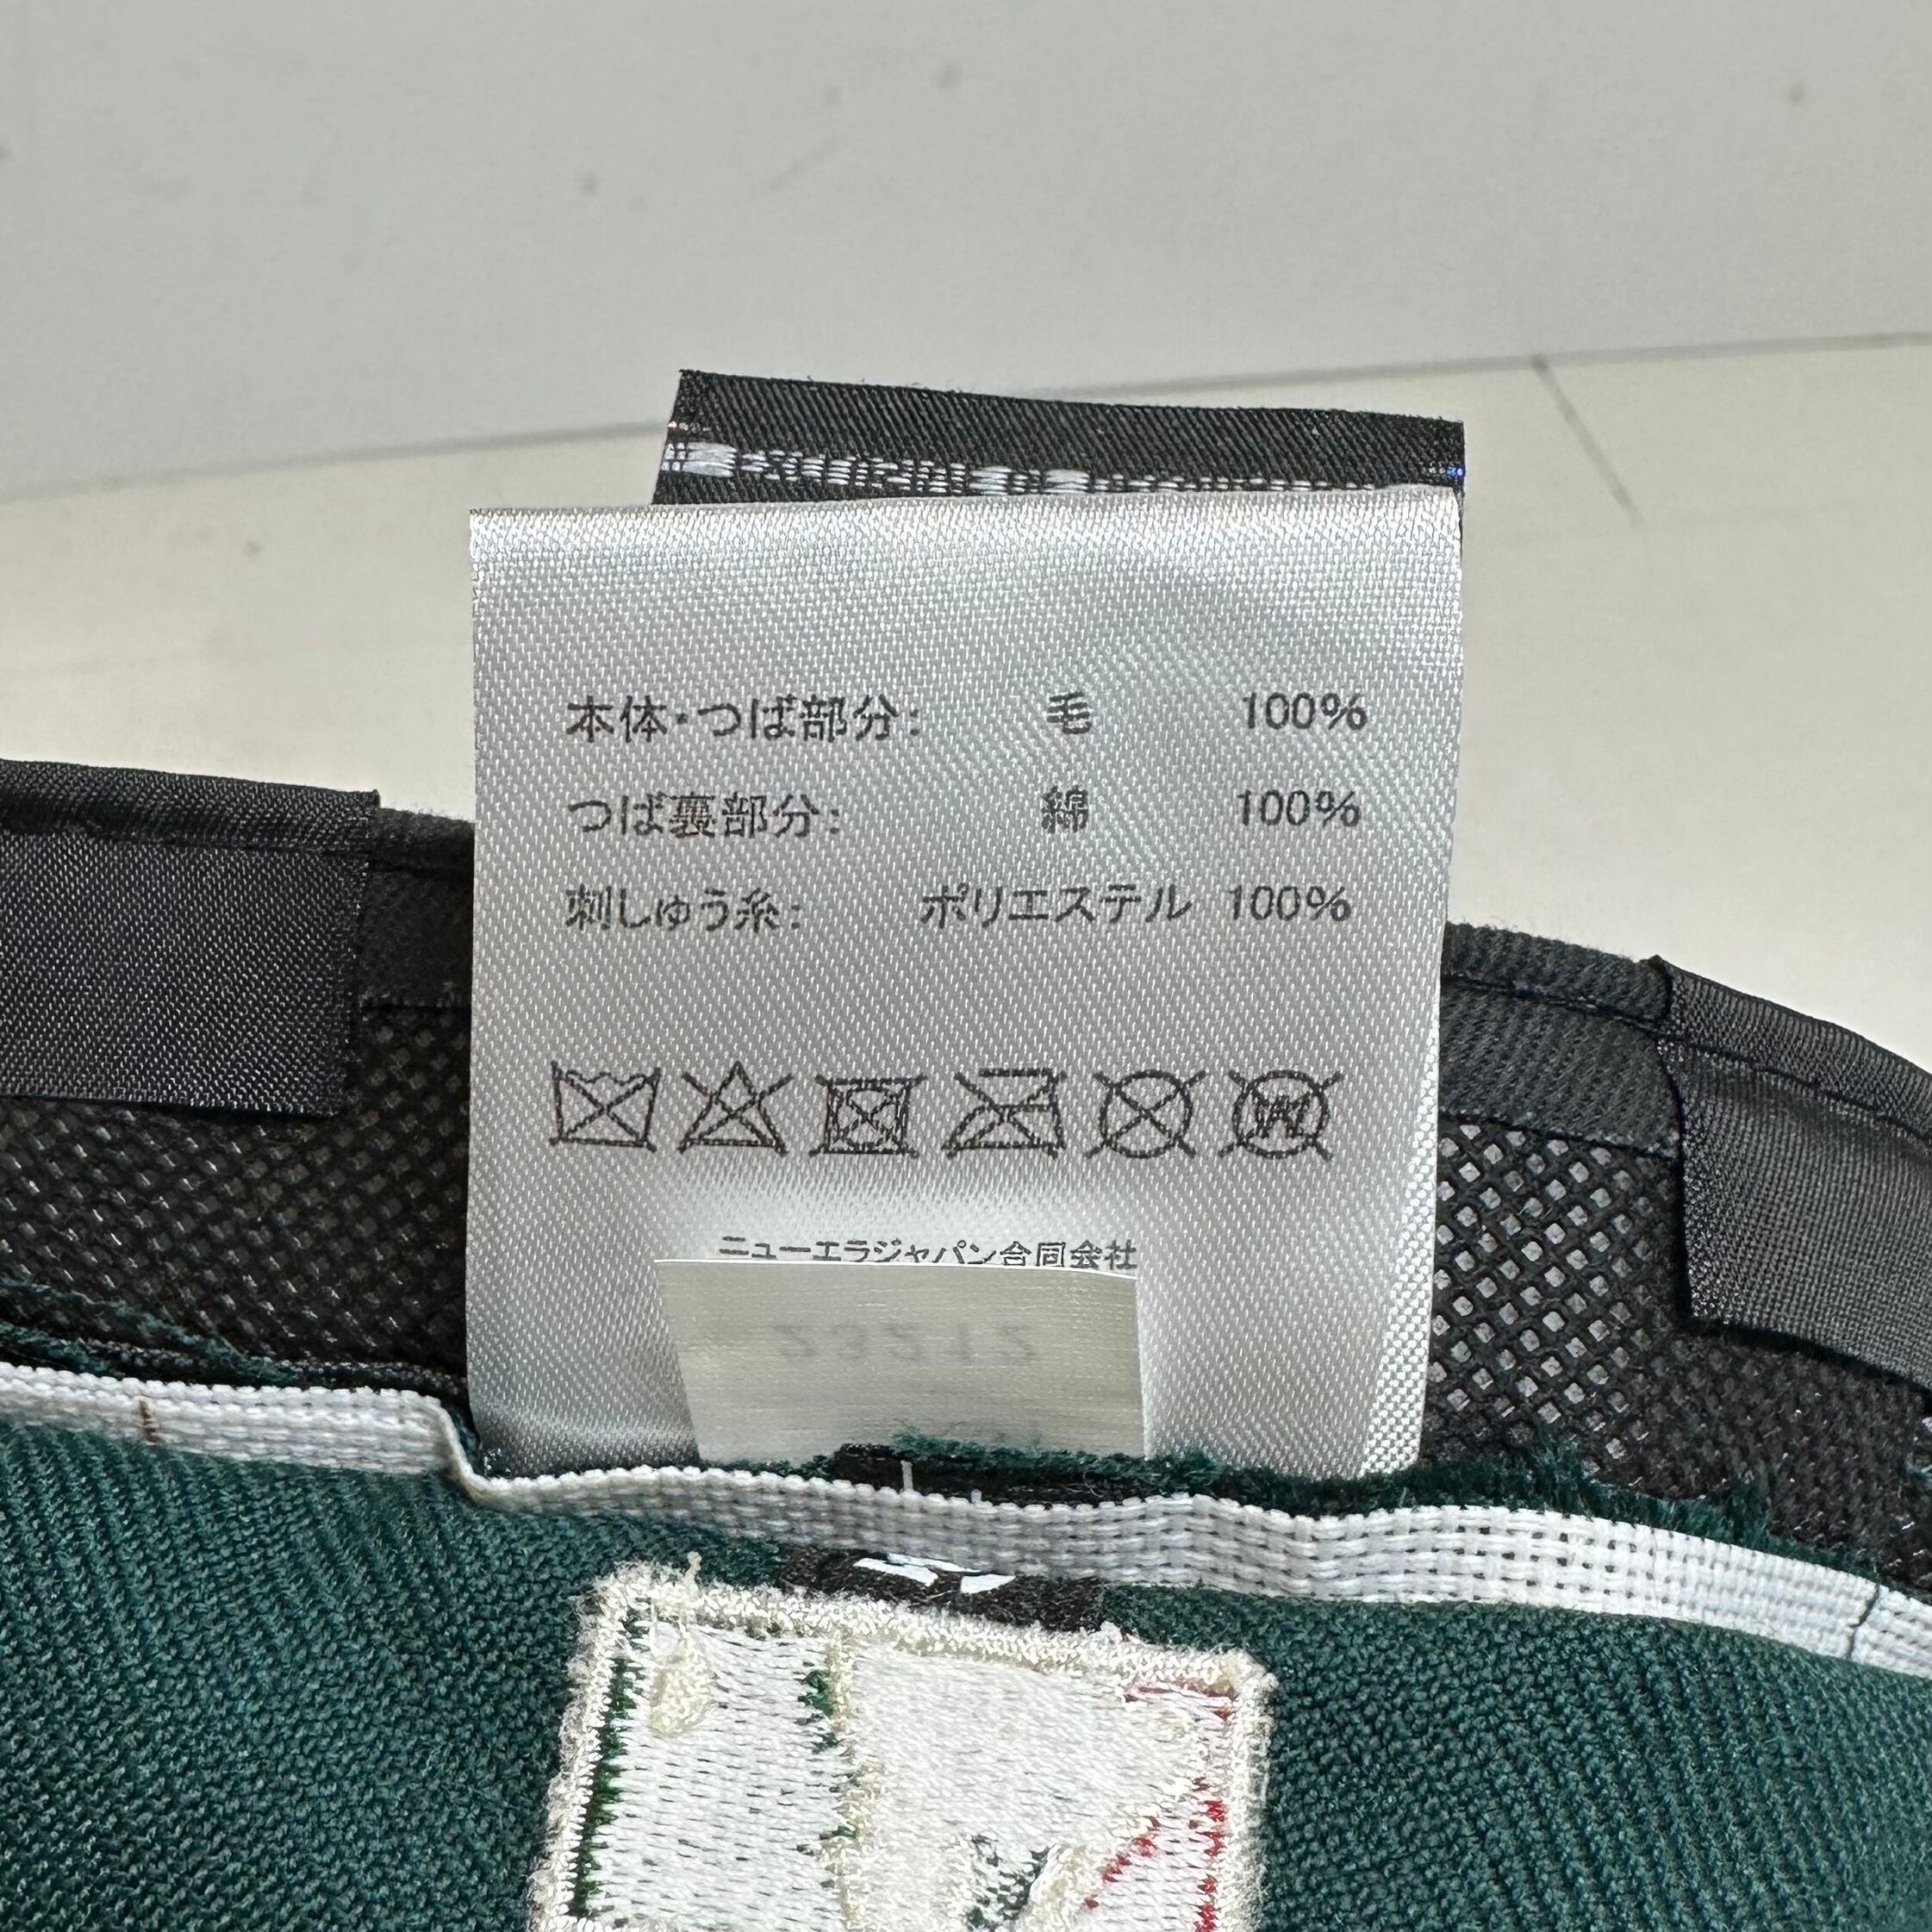 本体・つば部分: 毛 100%
つば裏部分: 綿 100%
刺しゅう糸: ポリエステル 100%
ニューエラジャパン合同会社